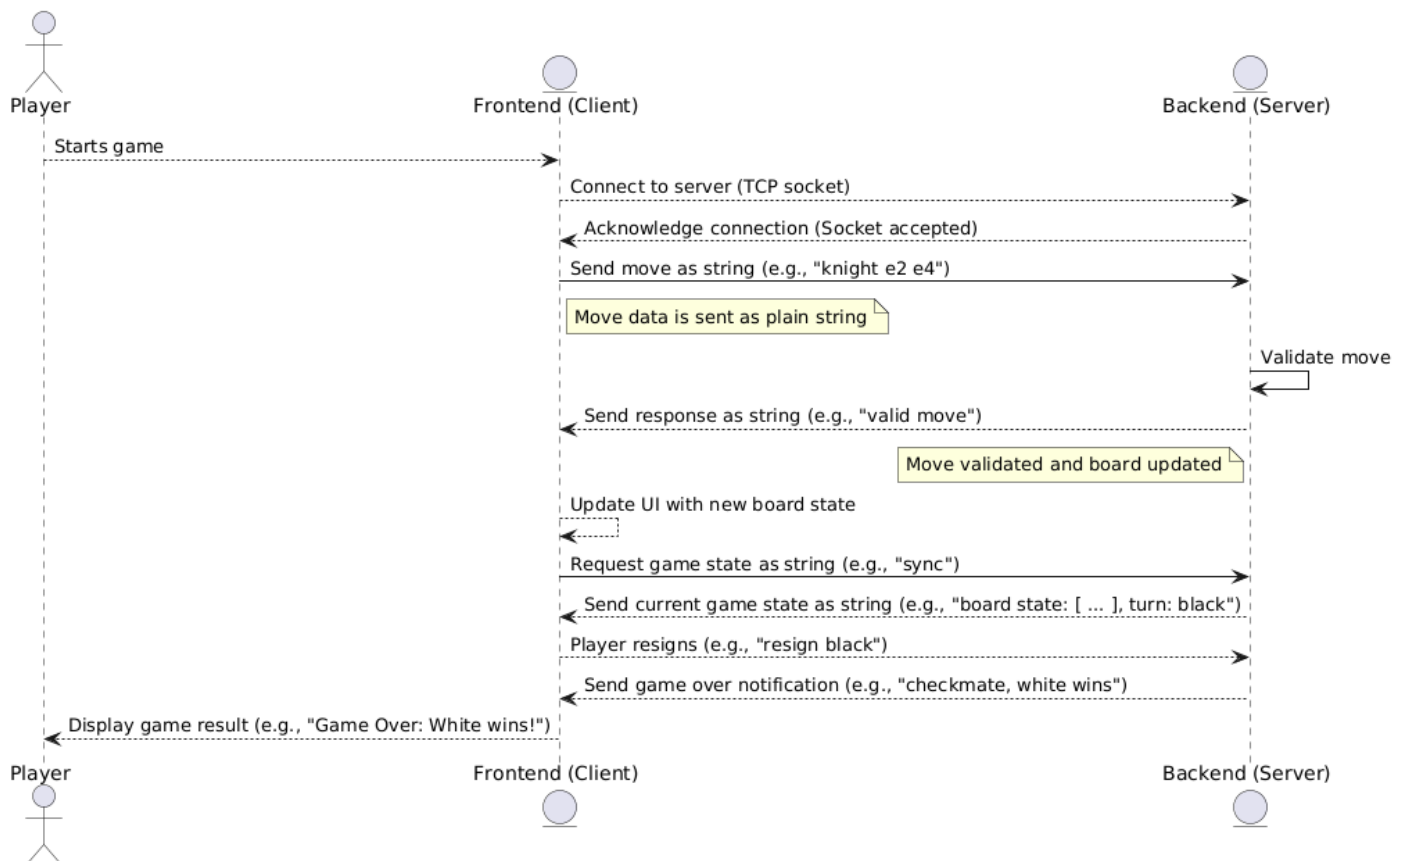 Player
Frontend (Client)
Backend (Server)
Starts game
Connect to server (TCP socket)
Acknowledge connection (Socket accepted)
Send move as string (e.g., "knight e2 e4")
Move data is sent as plain string
Validate move
Send response as string (e.g., "valid move")
Move validated and board updated
Update UI with new board state
Request game state as string (e.g., "sync")
Send current game state as string (e.g., "board state: [ ... ], turn: black")
Player resigns (e.g., "resign black")
Send game over notification (e.g., "checkmate, white wins")
Display game result (e.g., "Game Over: White wins!")
Player
Frontend (Client)
Backend (Server)